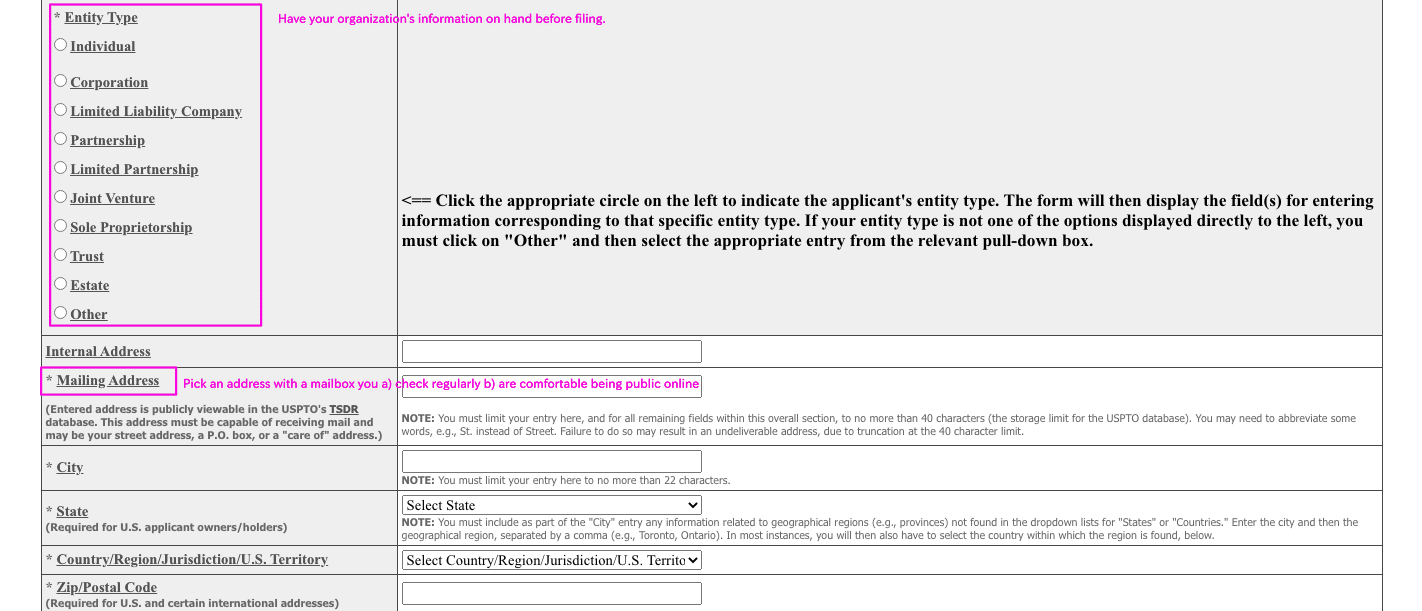 * Entity Type
Have your organization's information on hand before filing.
Individual
Corporation
Limited Liability Company
Partnership
Limited Partnership
Joint Venture
Sole Proprietorship
Trust
Estate
Other
<== Click the appropriate circle on the left to indicate the applicant's entity type. The form will then display the field(s) for entering
information corresponding to that specific entity type. If your entity type is not one of the options displayed directly to the left, you
must click on "Other" and then select the appropriate entry from the relevant pull-down box.
Internal Address
* Mailing Address
Pick an address with a mailbox you a) check regularly b) are comfortable being public online
(Entered address is publicly viewable in the USPTO's TSDR
database. This address must be capable of receiving mail and
may be your street address, a P.O. box, or a "care of" address.)
NOTE: You must limit your entry here, and for all remaining fields within this overall section, to no more than 40 characters (the storage limit for the USPTO database). You may need to abbreviate some
words, e.g., St. instead of Street. Failure to do so may result in an undeliverable address, due to truncation at the 40 character limit.
* City
NOTE: You must limit your entry here to no more than 22 characters.
* State
(Required for U.S. applicant owners/holders)
Select State
NOTE: You must include as part of the "City" entry any information related to geographical regions (e.g., provinces) not found in the dropdown lists for "States" or "Countries." Enter the city and then the
geographical region, separated by a comma (e.g., Toronto, Ontario). In most instances, you will then also have to select the country within which the region is found, below.
* Country/Region/Jurisdiction/U.S. Territory
Select Country/Region/Jurisdiction/U.S. Territo
* Zip/Postal Code
(Required for U.S. and certain international addresses)